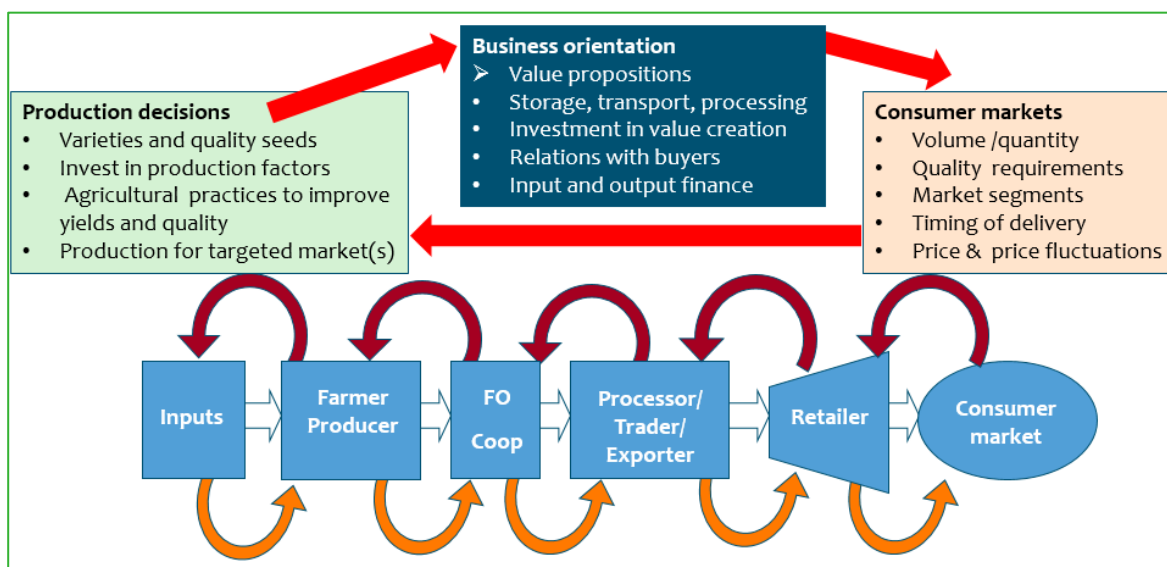 Business orientation
➢ Value propositions
• Storage, transport, processing
• Investment in value creation
• Relations with buyers
• Input and output finance
Production decisions
• Varieties and quality seeds
• Invest in production factors
• Agricultural practices to improve
yields and quality
• Production for targeted market(s)
Consumer markets
• Volume /quantity
• Quality requirements
• Market segments
• Timing of delivery
• Price & price fluctuations
Inputs
Farmer
Producer
FO
Coop
Processor/
Trader/
Exporter
Retailer
Consumer
market